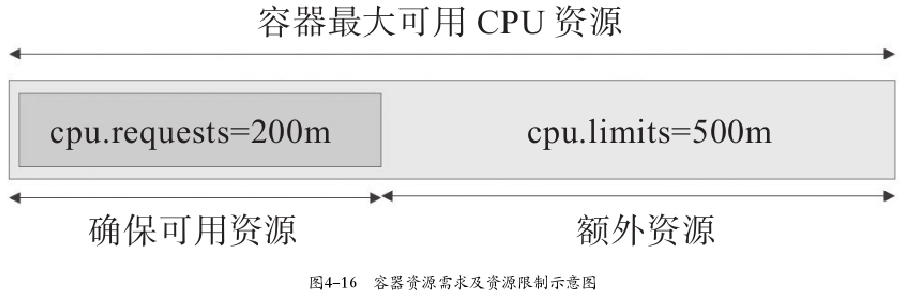 容器最大可用 CPU 资源
cpu.requests=200m
cpu.limits=500m
确保可用资源
额外资源
图4-16 容器资源需求及资源限制示意图